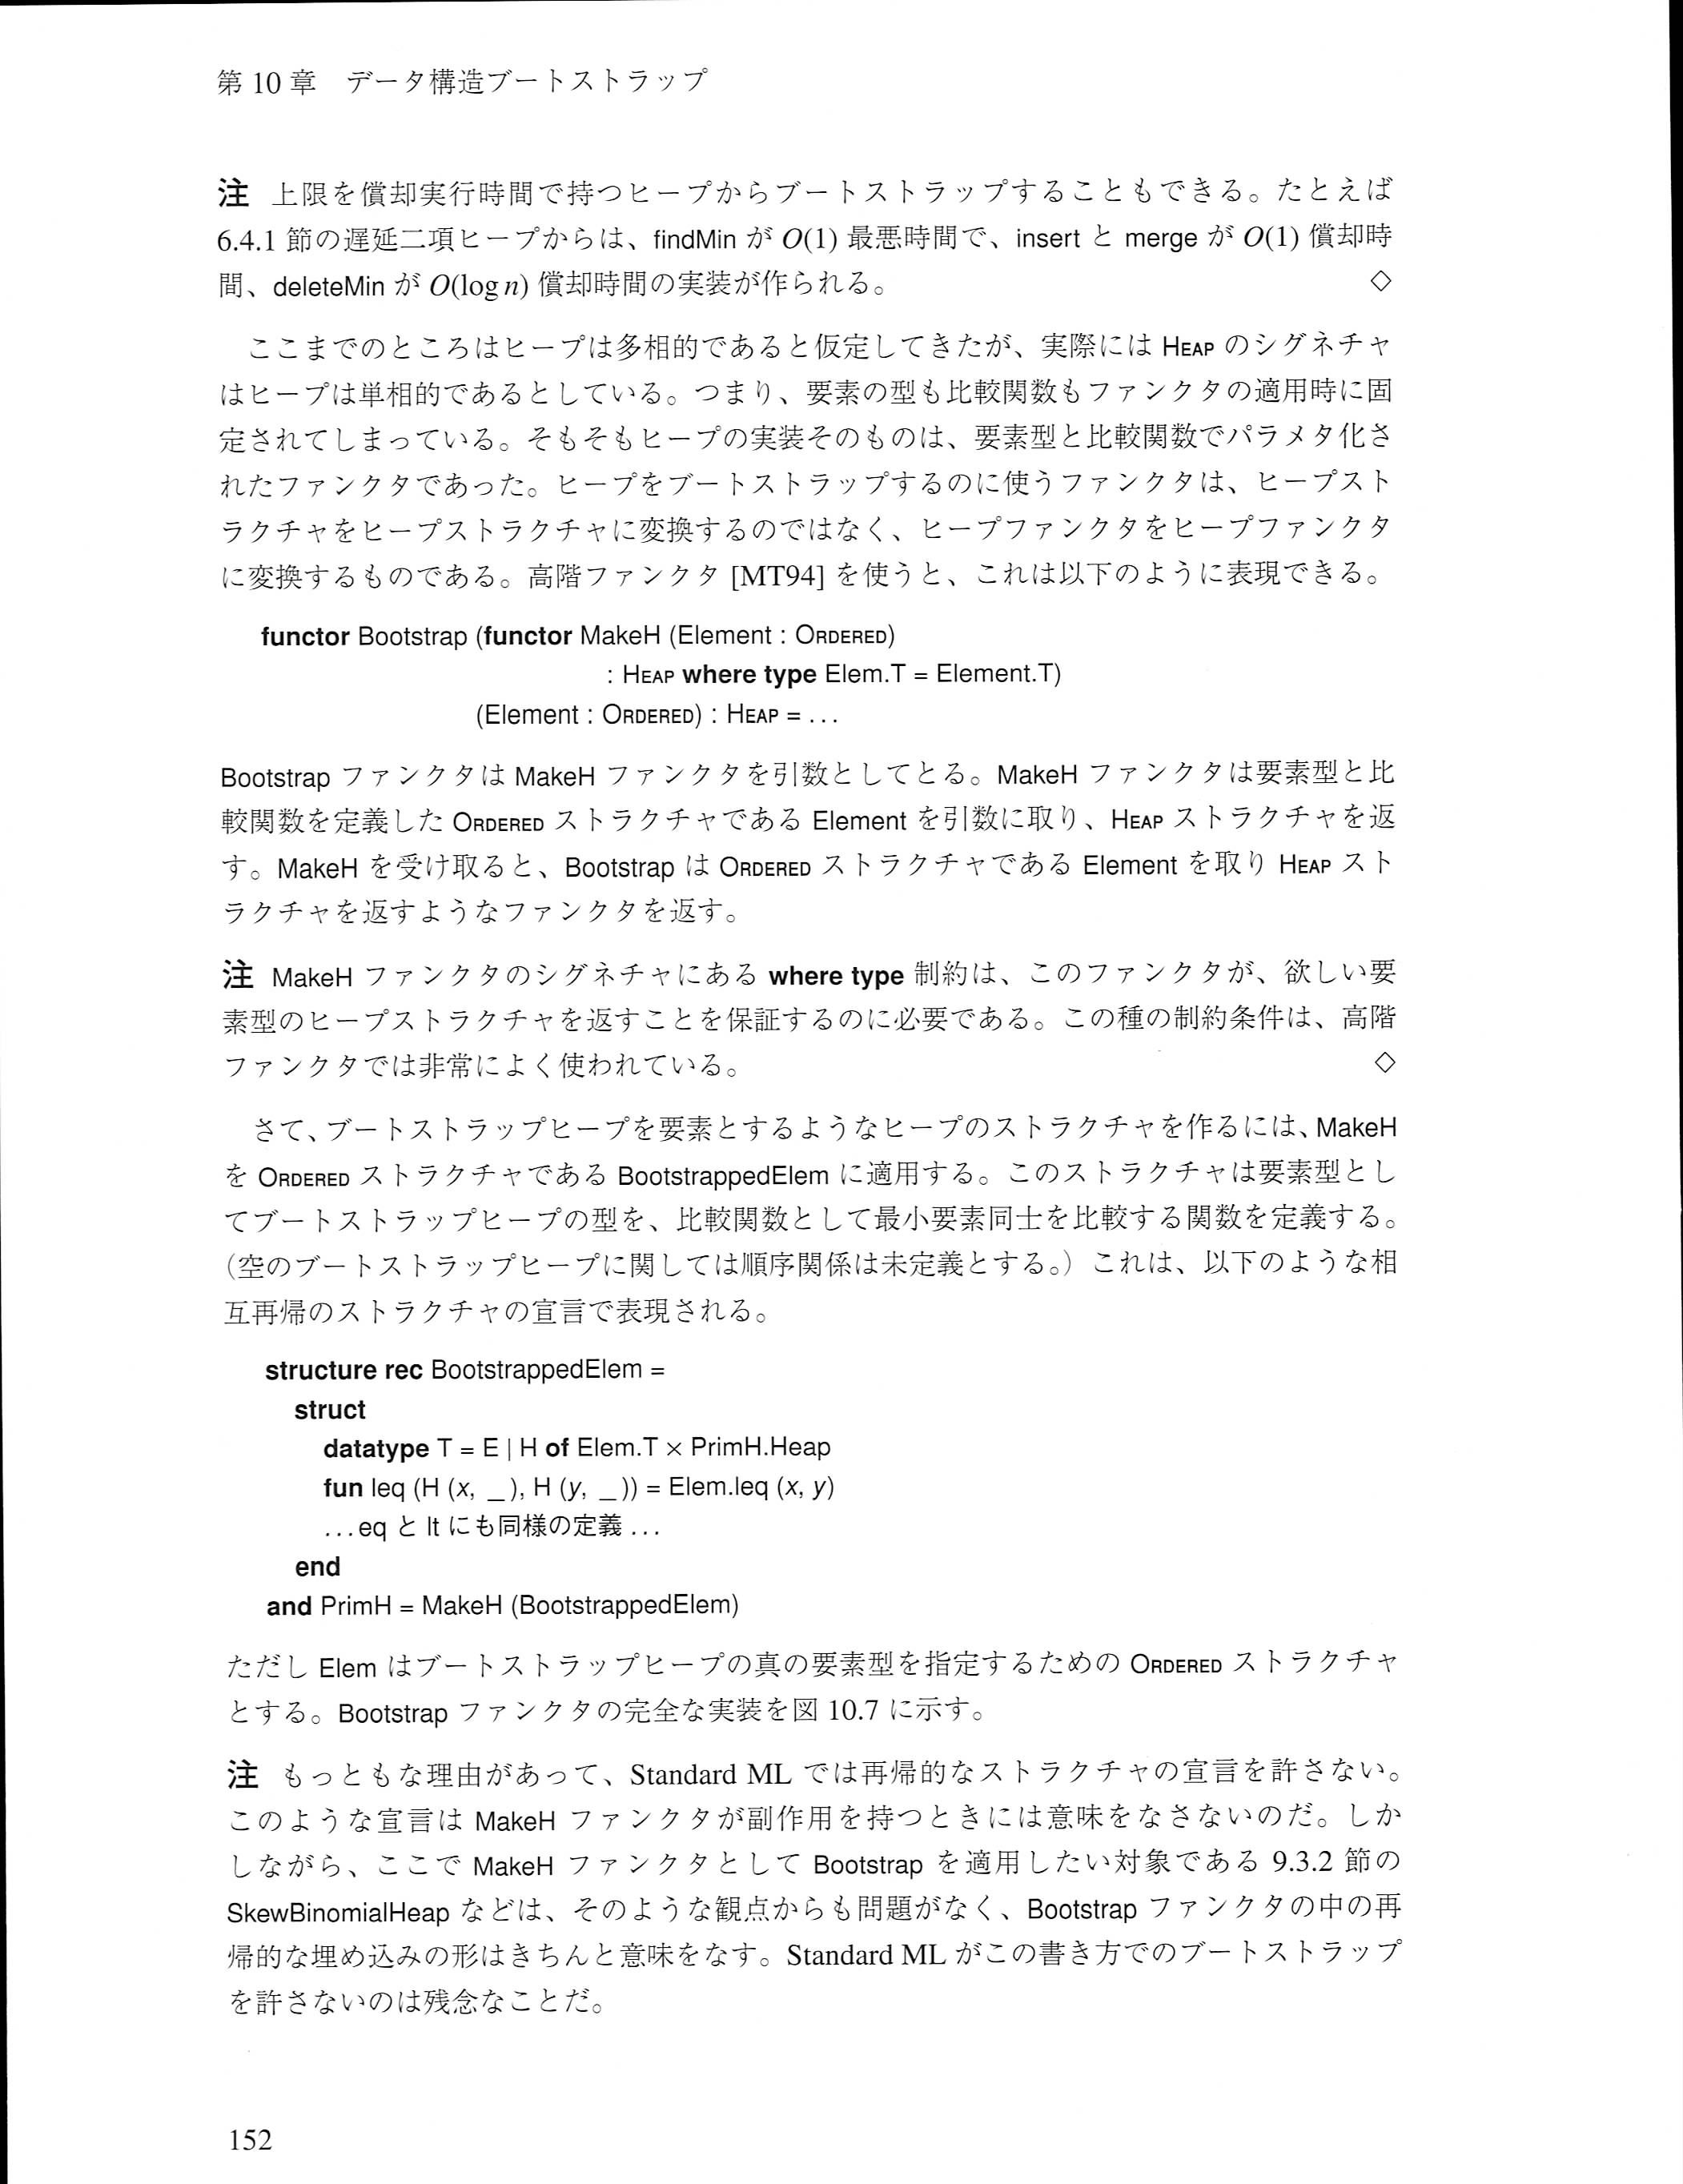 第 10 章　データ構造ブートストラップ
注　上限を償却実行時間で持つヒープからブートストラップすることもできる。たとえば
6.4.1 節の遅延二項ヒープからは、findMin が O(1) 最悪時間で、insert と merge が O(1) 償却時
間、deleteMin が O(log n) 償却時間の実装が作られる。 ◇
ここまでのところはヒープは多相的であると仮定してきたが、実際には HEAP のシグネチャ
はヒープは単相的であるとしている。つまり、要素の型も比較関数もファンクタの適用時に固
定されてしまっている。そもそもヒープの実装そのものは、要素型と比較関数でパラメタ化さ
れたファンクタであった。ヒープをブートストラップするのに使うファンクタは、ヒープスト
ラクチャをヒープストラクチャに変換するのではなく、ヒープファンクタをヒープファンクタ
に変換するものである。高階ファンクタ [MT94] を使うと、これは以下のように表現できる。
functor Bootstrap (functor MakeH (Element : ORDERED)
: HEAP where type Elem.T = Element.T)
(Element : ORDERED) : HEAP = ...
Bootstrap ファンクタは MakeH ファンクタを引数としてとる。MakeH ファンクタは要素型と比
較関数を定義した ORDERED ストラクチャである Element を引数に取り、HEAP ストラクチャを返
す。MakeH を受け取ると、Bootstrap は ORDERED ストラクチャである Element を取り HEAP スト
ラクチャを返すようなファンクタを返す。
注　MakeH ファンクタのシグネチャにある where type 制約は、このファンクタが、欲しい要
素型のヒープストラクチャを返すことを保証するのに必要である。この種の制約条件は、高階
ファンクタでは非常によく使われている。 ◇
さて、ブートストラップヒープを要素とするようなヒープのストラクチャを作るには、MakeH
を ORDERED ストラクチャである BootstrappedElem に適用する。このストラクチャは要素型とし
てブートストラップヒープの型を、比較関数として最小要素同士を比較する関数を定義する。
（空のブートストラップヒープに関しては順序関係は未定義とする。）これは、以下のような相
互再帰のストラクチャの宣言で表現される。
structure rec BootstrappedElem =
struct
datatype T = E | H of Elem.T × PrimH.Heap
fun leq (H (x, _), H (y, _)) = Elem.leq (x, y)
...eq と lt にも同様の定義 ...
end
and PrimH = MakeH (BootstrappedElem)
ただし Elem はブートストラップヒープの真の要素型を指定するための ORDERED ストラクチャ
とする。Bootstrap ファンクタの完全な実装を図 10.7 に示す。
注　もっともな理由があって、Standard ML では再帰的なストラクチャの宣言を許さない。
このような宣言は MakeH ファンクタが副作用を持つときには意味をなさないのだ。しか
しながら、ここで MakeH ファンクタとして Bootstrap を適用したい対象である 9.3.2 節の
SkewBinomialHeap などは、そのような観点からも問題がなく、Bootstrap ファンクタの中の再
帰的な埋め込みの形はきちんと意味をなす。Standard ML がこの書き方でのブートストラップ
を許さないのは残念なことだ。
152